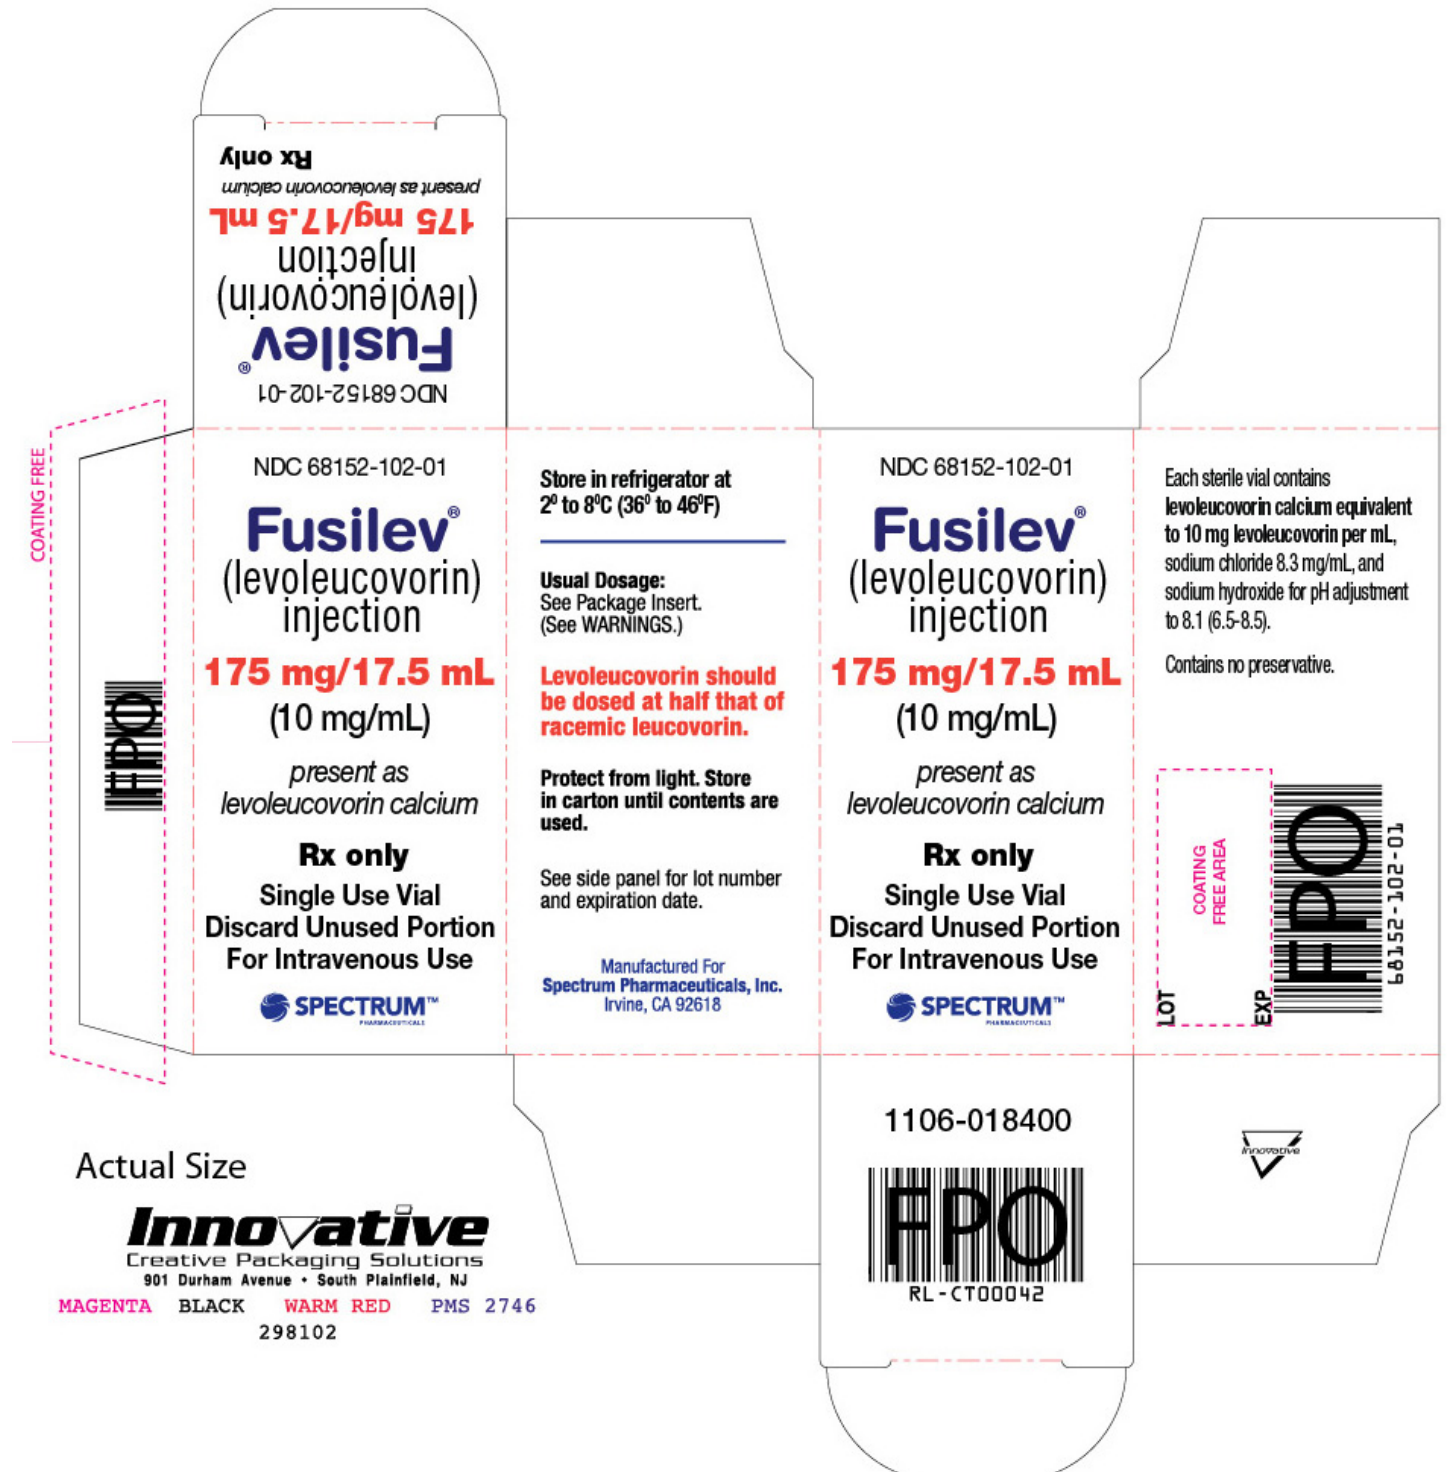 Rx only
present as levoleucovorin calcium
175 mg/17.5 mL
injection
(levoleucovorin)
Fusilev®
NDC 68152-102-01
COATING FREE
FPO
NDC 68152-102-01
Fusilev®
(levoleucovorin)
injection
175 mg/17.5 mL
(10 mg/mL)
present as
levoleucovorin calcium
Rx only
Single Use Vial
Discard Unused Portion
For Intravenous Use
SPECTRUM™
PHARMACEUTICALS
Store in refrigerator at
2⁰ to 8⁰C (36⁰ to 46⁰F)
Usual Dosage:
See Package Insert.
(See WARNINGS.)
Levoleucovorin should
be dosed at half that of
racemic leucovorin.
Protect from light. Store
in carton until contents are
used.
See side panel for lot number
and expiration date.
Manufactured For
Spectrum Pharmaceuticals, Inc.
Irvine, CA 92618
NDC 68152-102-01
Fusilev®
(levoleucovorin)
injection
175 mg/17.5 mL
(10 mg/mL)
present as
levoleucovorin calcium
Rx only
Single Use Vial
Discard Unused Portion
For Intravenous Use
SPECTRUM™
PHARMACEUTICALS
Each sterile vial contains
levoleucovorin calcium equivalent
to 10 mg levoleucovorin per mL,
sodium chloride 8.3 mg/mL, and
sodium hydroxide for pH adjustment
to 8.1 (6.5-8.5).
Contains no preservative.
COATING
FREE AREA
LOT
EXP
FPO
68152-102-01
1106-018400
FPO
RL-CT00042
Innovative
Actual Size
Innovative
Creative Packaging Solutions
901 Durham Avenue • South Plainfield, NJ
MAGENTA BLACK WARM RED PMS 2746
298102